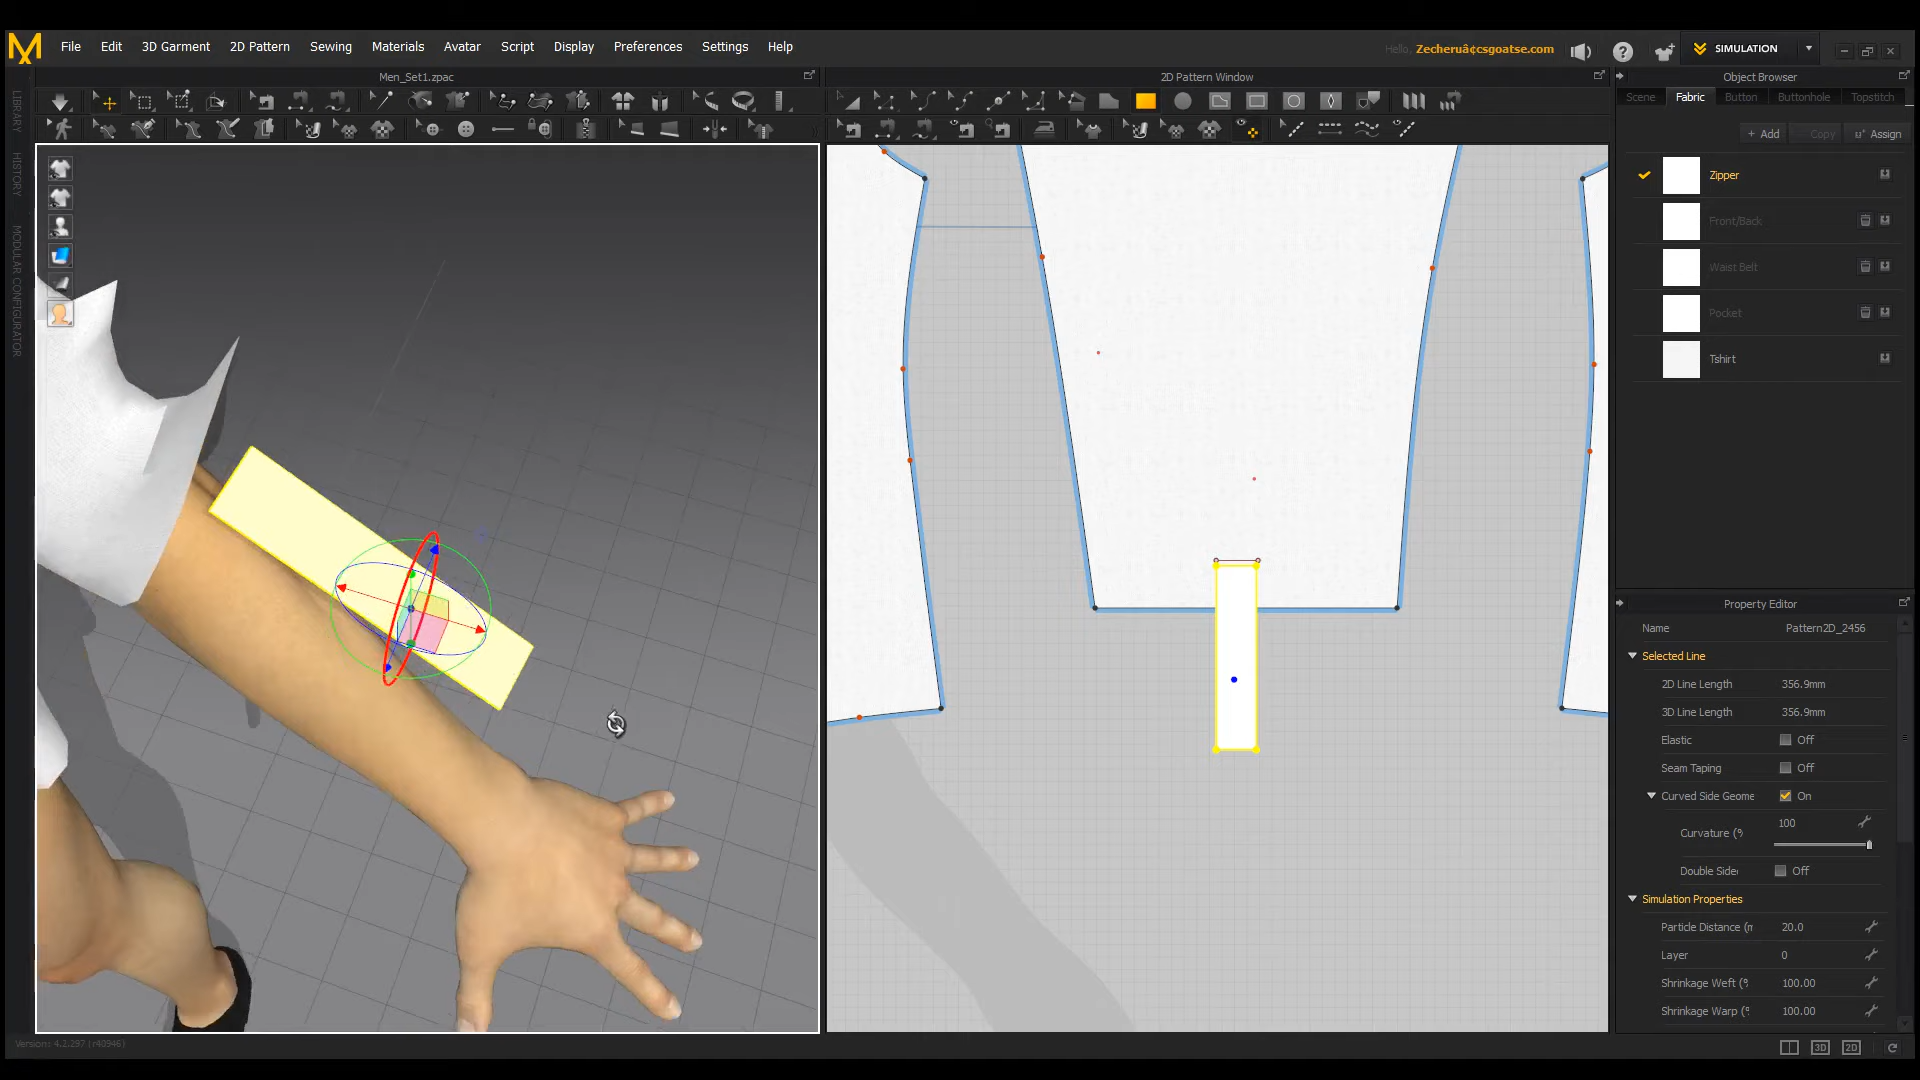 File Edit 3D Garment 2D Pattern Sewing Materials Avatar Script Display Preferences Settings Help
Hello, Zecheruâ¢csgoatse.com
SIMULATION
Men_Set1.zpac
2D Pattern Window
Object Browser
Scene Fabric Button Buttonhole Topstitch
+ Add Copy Assign
Zipper
Front/Back
Waist Belt
Pocket
Tshirt
LIBRARY
HISTORY
MODULAR CONFIGURATOR
Property Editor
Name Pattern2D_2456
Selected Line
2D Line Length 356.9mm
3D Line Length 356.9mm
Elastic Off
Seam Taping Off
Curved Side Geome On
Curvature (% 100
Double Side Off
Simulation Properties
Particle Distance (m 20.0
Layer 0
Shrinkage Weft (% 100.00
Shrinkage Warp (% 100.00
Version: 4.2.297 (r40946)
3D 2D